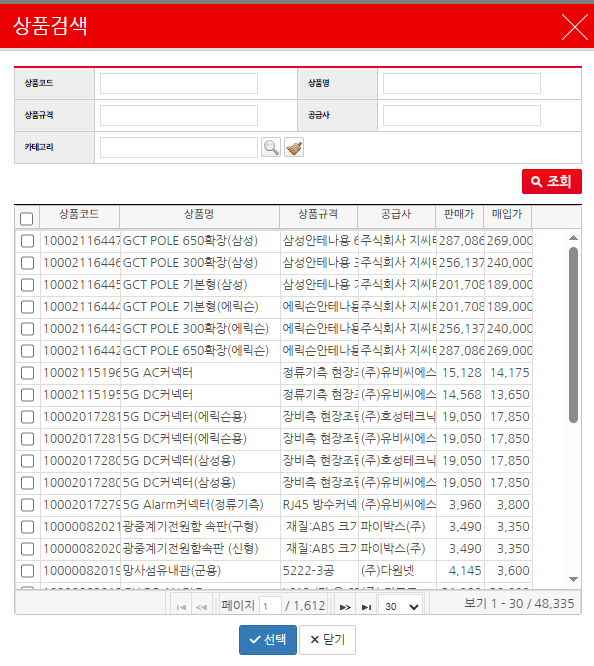 상품검색
상품코드 상품명
상품규격 공급사
카테고리
조회
상품코드 상품명 상품규격 공급사 판매가 매입가
10002116447 GCT POLE 650확장(삼성) 삼성안테나용 6 주식회사 지씨티 287,086 269,000
10002116446 GCT POLE 300확장(삼성) 삼성안테나용 3 주식회사 지씨티 256,137 240,000
10002116445 GCT POLE 기본형(삼성) 삼성안테나용 기 주식회사 지씨티 201,708 189,000
10002116444 GCT POLE 기본형(에릭슨) 에릭슨안테나용 주식회사 지씨티 201,708 189,000
10002116443 GCT POLE 300확장(에릭슨) 에릭슨안테나용 주식회사 지씨티 256,137 240,000
10002116442 GCT POLE 650확장(에릭슨) 에릭슨안테나용 주식회사 지씨티 287,086 269,000
10002115196 5G AC커넥터 정류기측 현장조 (주)유비씨에스 15,128 14,175
10002115195 5G DC커넥터 정류기측 현장조 (주)유비씨에스 14,568 13,650
10002017281 5G DC커넥터(에릭슨용) 장비측 현장조립 (주)호성테크닉 19,050 17,850
10002017281 5G DC커넥터(에릭슨용) 장비측 현장조립 (주)유비씨에스 19,050 17,850
10002017280 5G DC커넥터(삼성용) 장비측 현장조립 (주)호성테크닉 19,050 17,850
10002017280 5G DC커넥터(삼성용) 장비측 현장조립 (주)유비씨에스 19,050 17,850
10002017279 5G Alarm커넥터(정류기측) RJ45 방수커넥 (주)유비씨에스 3,960 3,800
10000082021 광중계기전원함 속판(구형) 재질:ABS 크기 파이박스(주) 3,490 3,350
10000082020 광중계기전원함속판 (신형) 재질:ABS 크기 파이박스(주) 3,490 3,350
10000082019 망사섬유내관(군용) 5222-3공 (주)다원넷 4,145 3,600
페이지 1 / 1,612 30 보기 1 - 30 / 48,335
선택 닫기